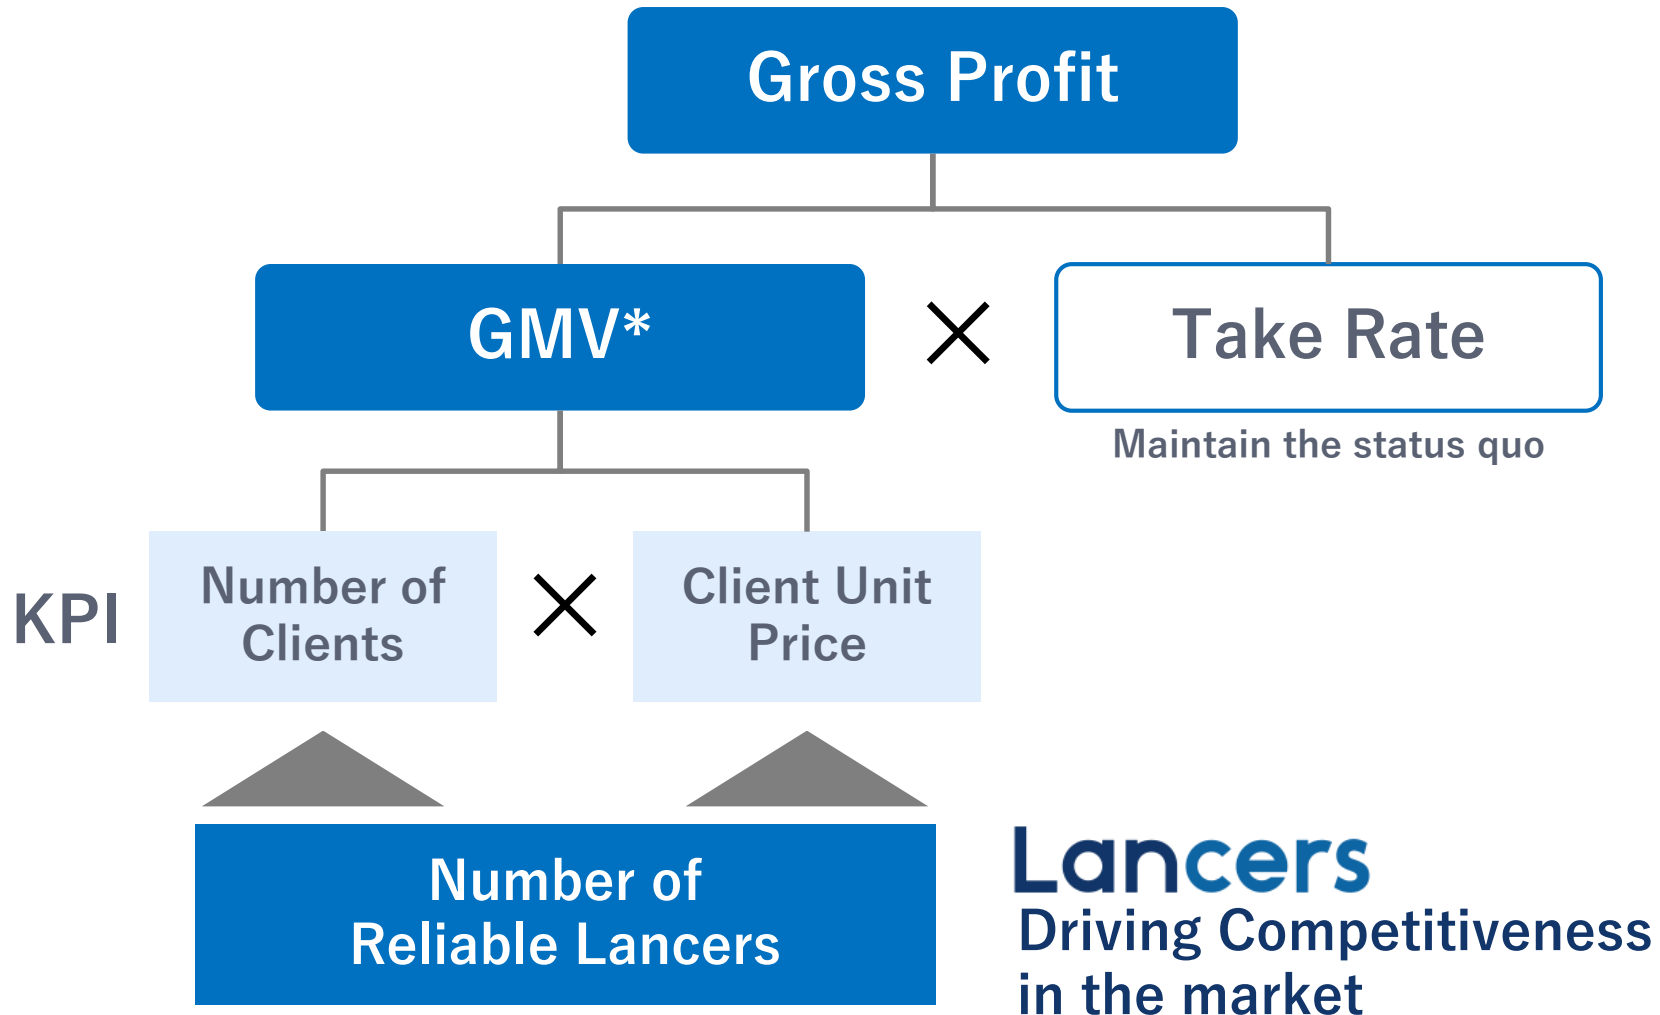 Gross Profit
GMV*
×
Take Rate
Maintain the status quo
KPI
Number of
Clients
×
Client Unit
Price
Number of
Reliable Lancers
Lancers
Driving Competitiveness
in the market